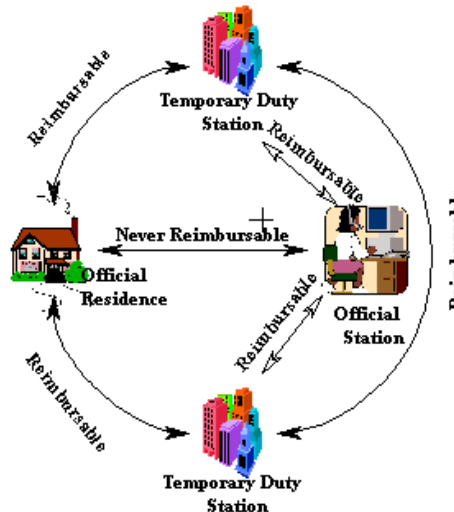 Reimbursable
Temporary Duty
Station
Reimbursable
Never Reimbursable
Official
Residence
Official
Station
Reimbursable
Reimbursable
Temporary Duty
Station